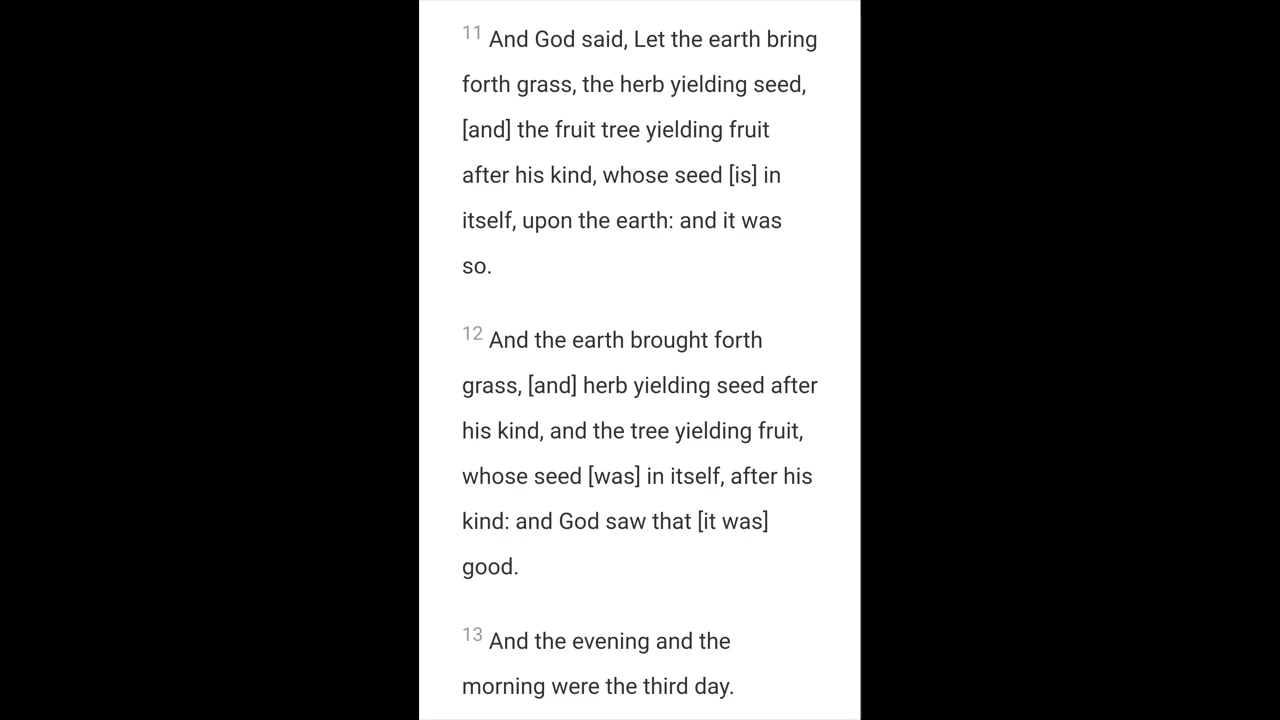 11 And God said, Let the earth bring
forth grass, the herb yielding seed,
[and] the fruit tree yielding fruit
after his kind, whose seed [is] in
itself, upon the earth: and it was
so.
12 And the earth brought forth
grass, [and] herb yielding seed after
his kind, and the tree yielding fruit,
whose seed [was] in itself, after his
kind: and God saw that [it was]
good.
13 And the evening and the
morning were the third day.